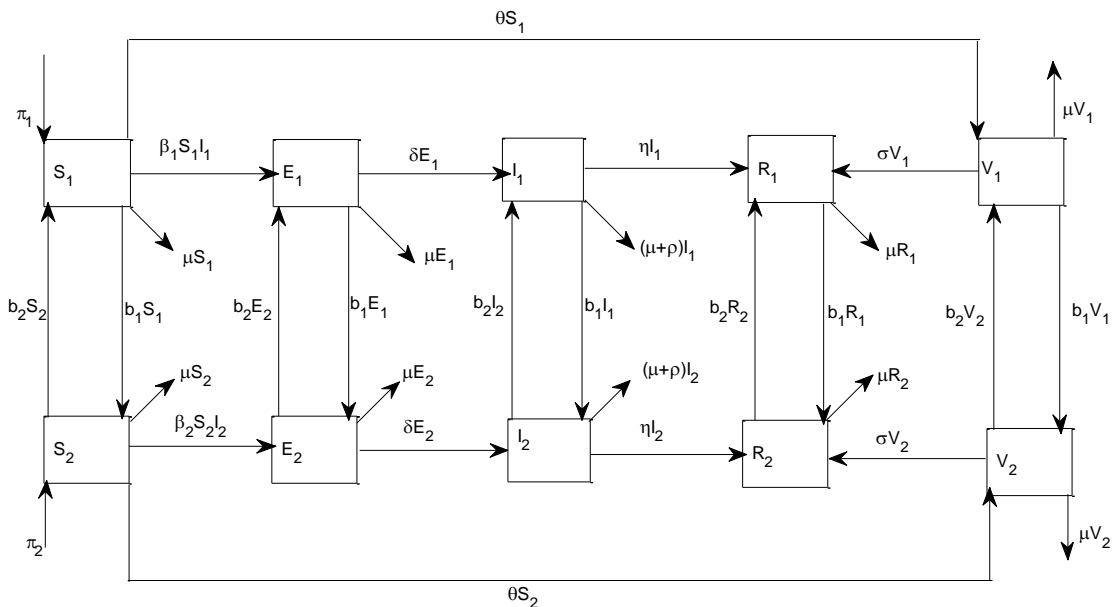 θS₁
π₁
β₁S₁I₁
δE₁
ηI₁
σV₁
μV₁
S₁
E₁
I₁
R₁
V₁
μS₁
μE₁
(μ+ρ)I₁
μR₁
b₂S₂
b₁S₁
b₂E₂
b₁E₁
b₂I₂
b₁I₁
b₂R₂
b₁R₁
b₂V₂
b₁V₁
μS₂
μE₂
(μ+ρ)I₂
μR₂
β₂S₂I₂
δE₂
ηI₂
σV₂
S₂
E₂
I₂
R₂
V₂
π₂
μV₂
θS₂